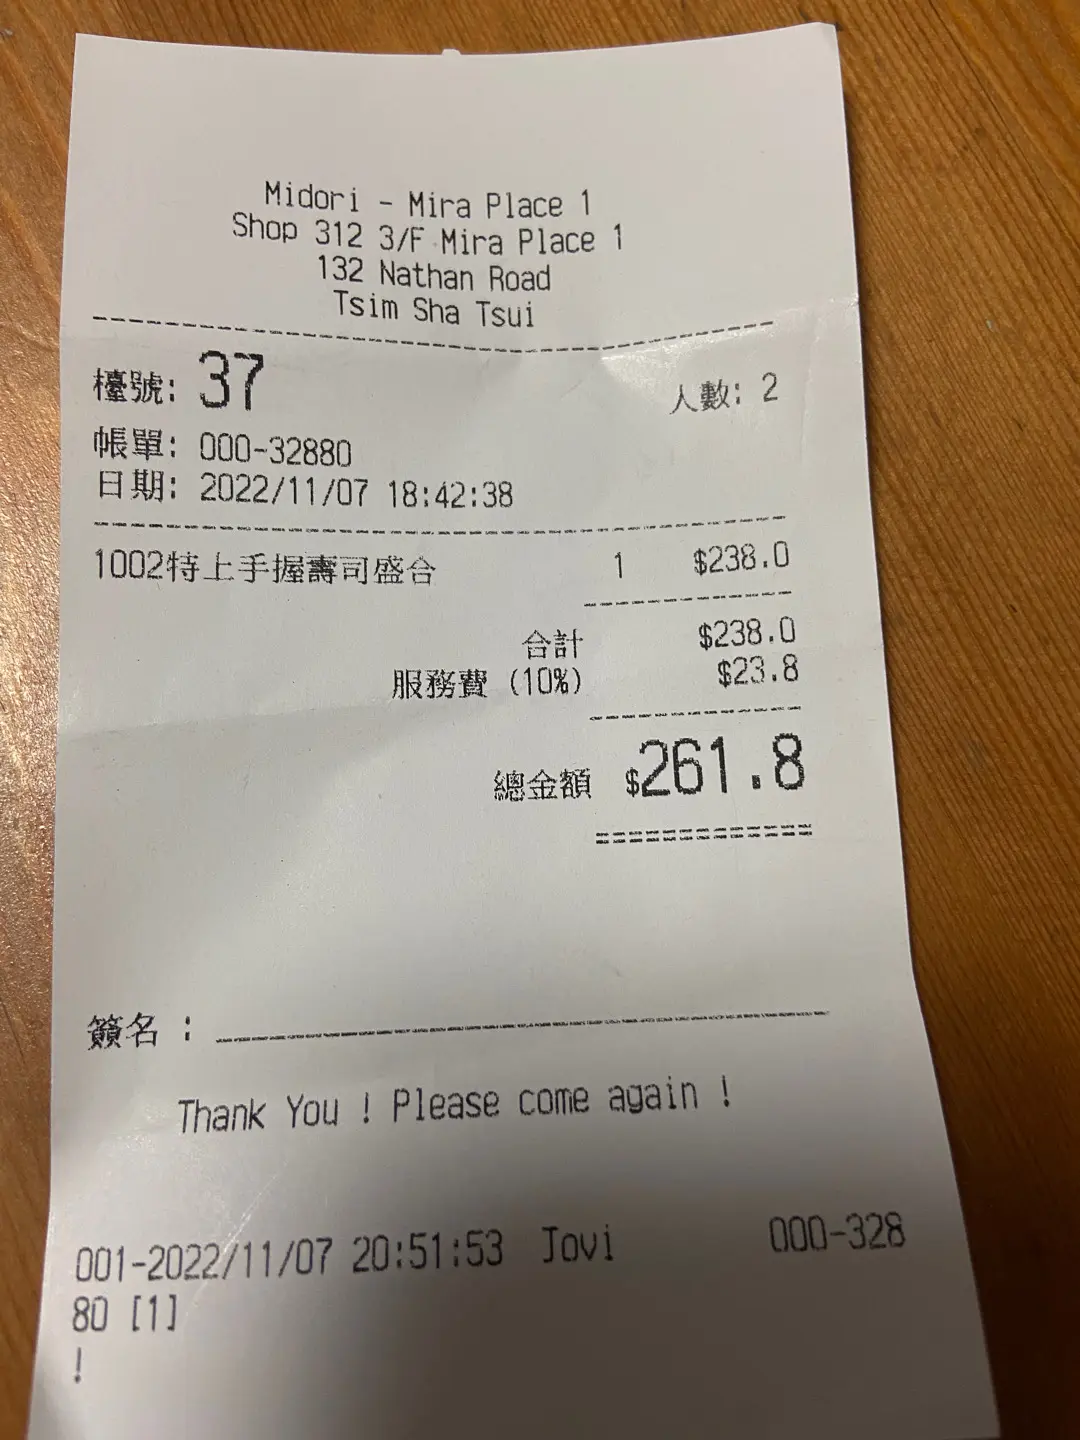 Midori - Mira Place 1
Shop 312 3/F Mira Place 1
132 Nathan Road
Tsim Sha Tsui
檯號: 37 人數: 2
帳單: 000-32880
日期: 2022/11/07 18:42:38
1002特上手握壽司盛合 1 $238.0
合計 $238.0
服務費 (10%) $23.8
總金額 $261.8
簽名 :
Thank You ! Please come again !
001-2022/11/07 20:51:53 Jovi 000-328
80 [1]
!